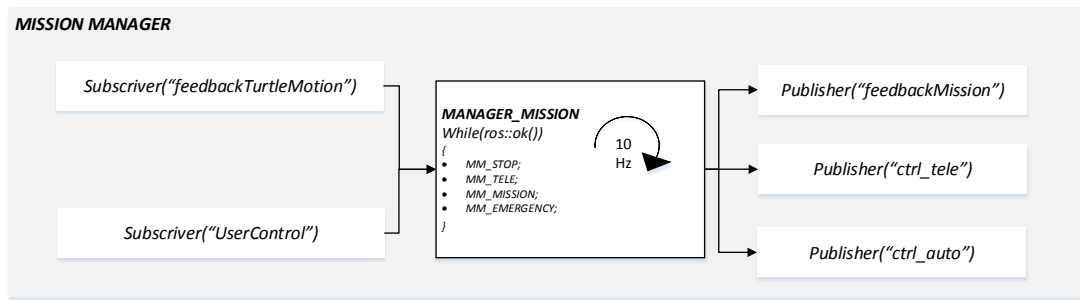 MISSION MANAGER
Subscriver(“feedbackTurtleMotion”)
Subscriver(“UserControl”)
MANAGER_MISSION
While(ros::ok())
{
• MM_STOP;
• MM_TELE;
• MM_MISSION;
• MM_EMERGENCY;
}
10
Hz
Publisher(“feedbackMission”)
Publisher(“ctrl_tele”)
Publisher(“ctrl_auto”)